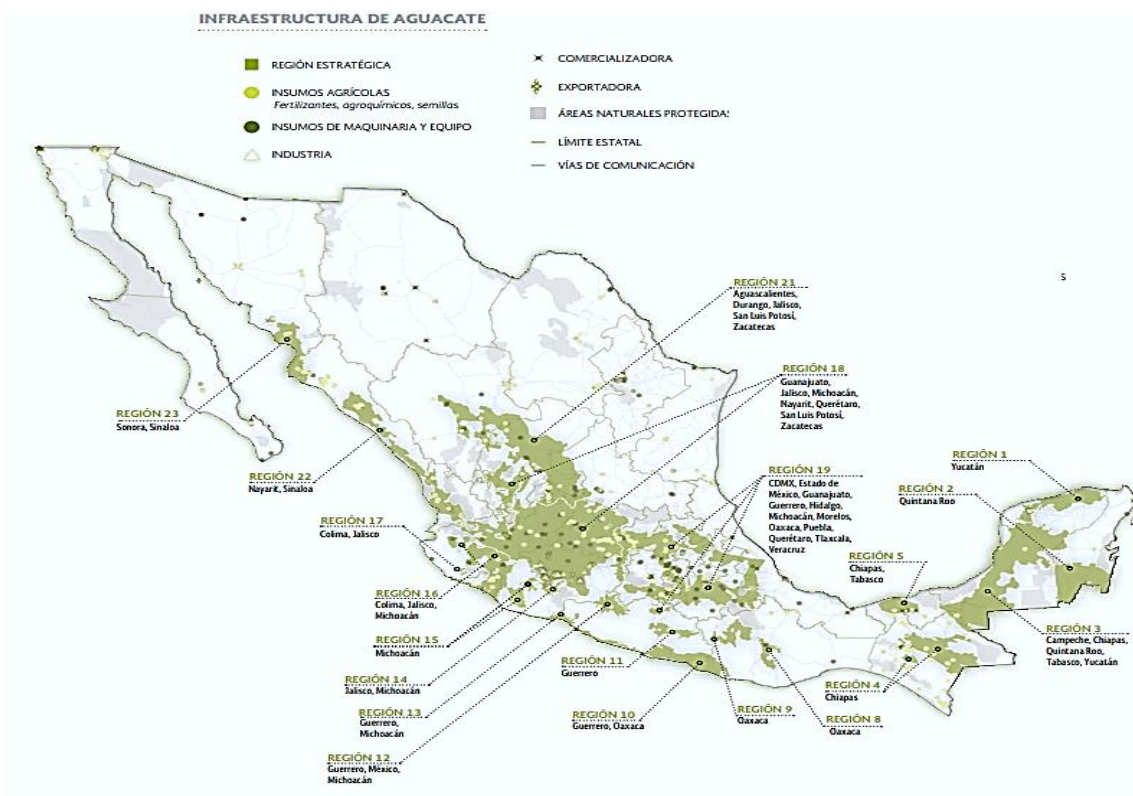 INFRAESTRUCTURA DE AGUACATE
REGIÓN ESTRATÉGICA
INSUMOS AGRÍCOLAS
Fertilizantes, agroquímicos, semillas
INSUMOS DE MAQUINARIA Y EQUIPO
INDUSTRIA
COMERCIALIZADORA
EXPORTADORA
ÁREAS NATURALES PROTEGIDAS
LÍMITE ESTATAL
VÍAS DE COMUNICACIÓN
s
REGIÓN 21
Aguascalientes,
Durango, Jalisco,
San Luis Potosí,
Zacatecas
REGIÓN 18
Guanajuato,
Jalisco, Michoacán,
Nayarit, Querétaro,
San Luis Potosí,
Zacatecas
REGIÓN 23
Sonora, Sinaloa
REGIÓN 22
Nayarit, Sinaloa
REGIÓN 19
CDMX, Estado de
México, Guanajuato,
Guerrero, Hidalgo,
Michoacán, Morelos,
Oaxaca, Puebla,
Querétaro, Tlaxcala,
Veracruz
REGIÓN 1
Yucatán
REGIÓN 2
Quintana Roo
REGIÓN 17
Colima, Jalisco
REGIÓN 5
Chiapas,
Tabasco
REGIÓN 16
Colima, Jalisco,
Michoacán
REGIÓN 15
Michoacán
REGIÓN 3
Campeche, Chiapas,
Quintana Roo,
Tabasco, Yucatán
REGIÓN 14
Jalisco, Michoacán
REGIÓN 11
Guerrero
REGIÓN 4
Chiapas
REGIÓN 13
Guerrero,
Michoacán
REGIÓN 10
Guerrero, Oaxaca
REGIÓN 9
Oaxaca
REGIÓN 8
Oaxaca
REGIÓN 12
Guerrero, México,
Michoacán